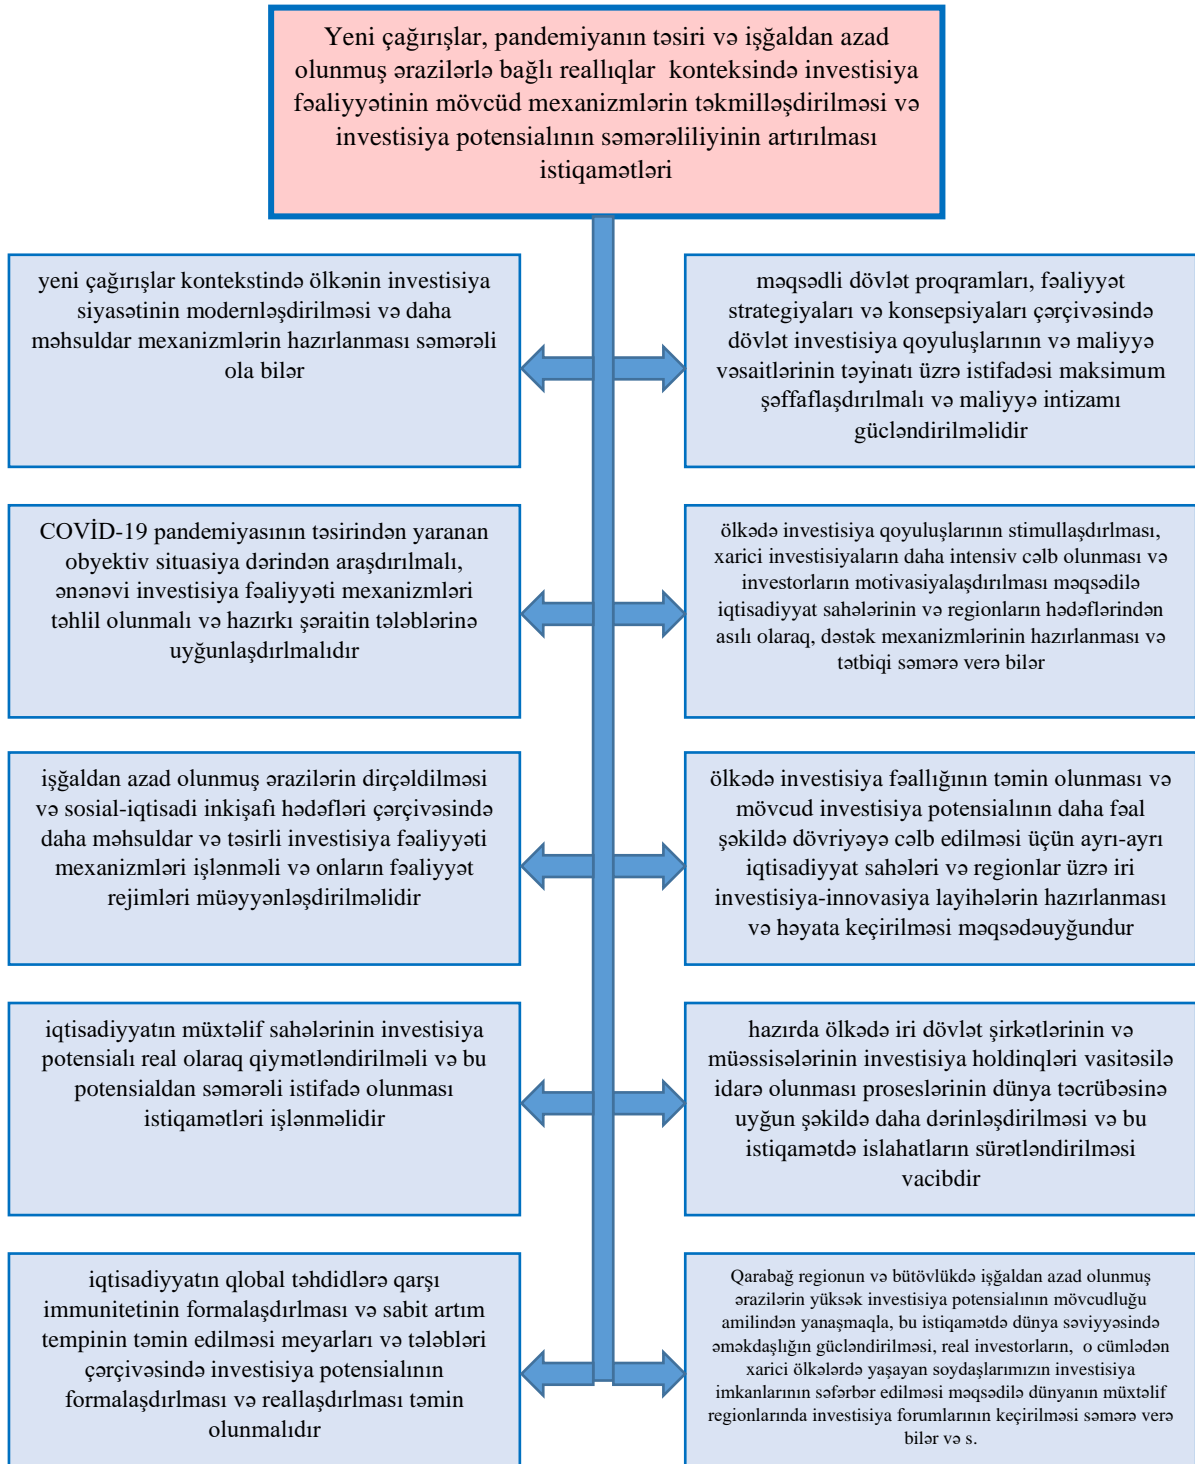 Yeni çağırışlar, pandemiyanın təsiri və işğaldan azad
olunmuş ərazilərlə bağlı reallıqlar konteksində investisiya
fəaliyyətinin mövcüd mexanizmlərin təkmilləşdirilməsi və
investisiya potensialının səmərəliliyinin artırılması
istiqamətləri
yeni çağırışlar kontekstində ölkənin investisiya
siyasətinin modernləşdirilməsi və daha
məhsuldar mexanizmlərin hazırlanması səmərəli
ola bilər
məqsədli dövlət proqramları, fəaliyyət
strategiyaları və konsepsiyaları çərçivəsində
dövlət investisiya qoyuluşlarının və maliyyə
vəsaitlərinin təyinatı üzrə istifadəsi maksimum
şəffaflaşdırılmalı və maliyyə intizamı
gücləndirilməlidir
COVİD-19 pandemiyasının təsirindən yaranan
obyektiv situasiya dərindən araşdırılmalı,
ənənəvi investisiya fəaliyyəti mexanizmləri
təhlil olunmalı və hazırkı şəraitin tələblərinə
uyğunlaşdırlmalıdır
ölkədə investisiya qoyuluşlarının stimullaşdırlması,
xarici investisiyaların daha intensiv cəlb olunması və
investorların motivasiyalaşdırılması məqsədilə
iqtisadiyyat sahələrinin və regionların hədəflərindən
asılı olaraq, dəstək mexanizmlərinin hazırlanması və
tətbiqi səmərə verə bilər
işğaldan azad olunmuş ərazilərin dirçəldilməsi
və sosial-iqtisadi inkişafı hədəfləri çərçivəsində
daha məhsuldar və təsirli investisiya fəaliyyəti
mexanizmləri işlənməli və onların fəaliyyət
rejimləri müəyyənləşdirilməlidir
ölkədə investisiya fəallığının təmin olunması və
mövcud investisiya potensialının daha fəal
şəkildə dövriyəyə cəlb edilməsi üçün ayrı-ayrı
iqtisadiyyat sahələri və regionlar üzrə iri
investisiya-innovasiya layihələrin hazırlanması
və həyata keçirilməsi məqsədəuyğundur
iqtisadiyyatın müxtəlif sahələrinin investisiya
potensialı real olaraq qiymətləndirilməli və bu
potensialdan səmərəli istifadə olunması
istiqamətləri işlənməlidir
hazırda ölkədə iri dövlət şirkətlərinin və
müəssisələrinin investisiya holdinqləri vasitəsilə
idarə olunması proseslərinin dünya təcrübəsinə
uyğun şəkildə daha dərinləşdirilməsi və bu
istiqamətdə islahatların sürətləndirilməsi
vacibdir
iqtisadiyyatın qlobal təhdidlərə qarşı
immunitetinin formalaşdırlması və sabit artım
tempinin təmin edilməsi meyarları və tələbləri
çərçivəsində investisiya potensialının
formalaşdırlması və reallaşdırlması təmin
olunmalıdır
Qarabağ regionun və bütövlükdə işğaldan azad olunmuş
ərazilərin yüksək investisiya potensialının mövcudluğu
amilindən yanaşmaqla, bu istiqamətdə dünya səviyyəsində
əməkdaşlığın gücləndirilməsi, real investorların, o cümlədən
xarici ölkələrdə yaşayan soydaşlarımızın investisiya
imkanlarının səfərbər edilməsi məqsədilə dünyanın müxtəlif
regionlarında investisiya forumlarının keçirilməsi səmərə verə
bilər və s.